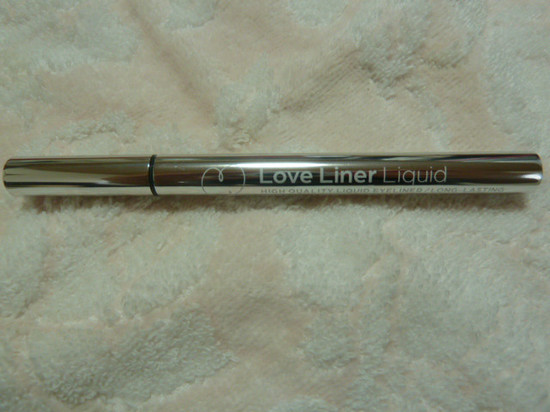 Love Liner Liquid
HIGH QUALITY LIQUID EYELINER / LONG-LASTING